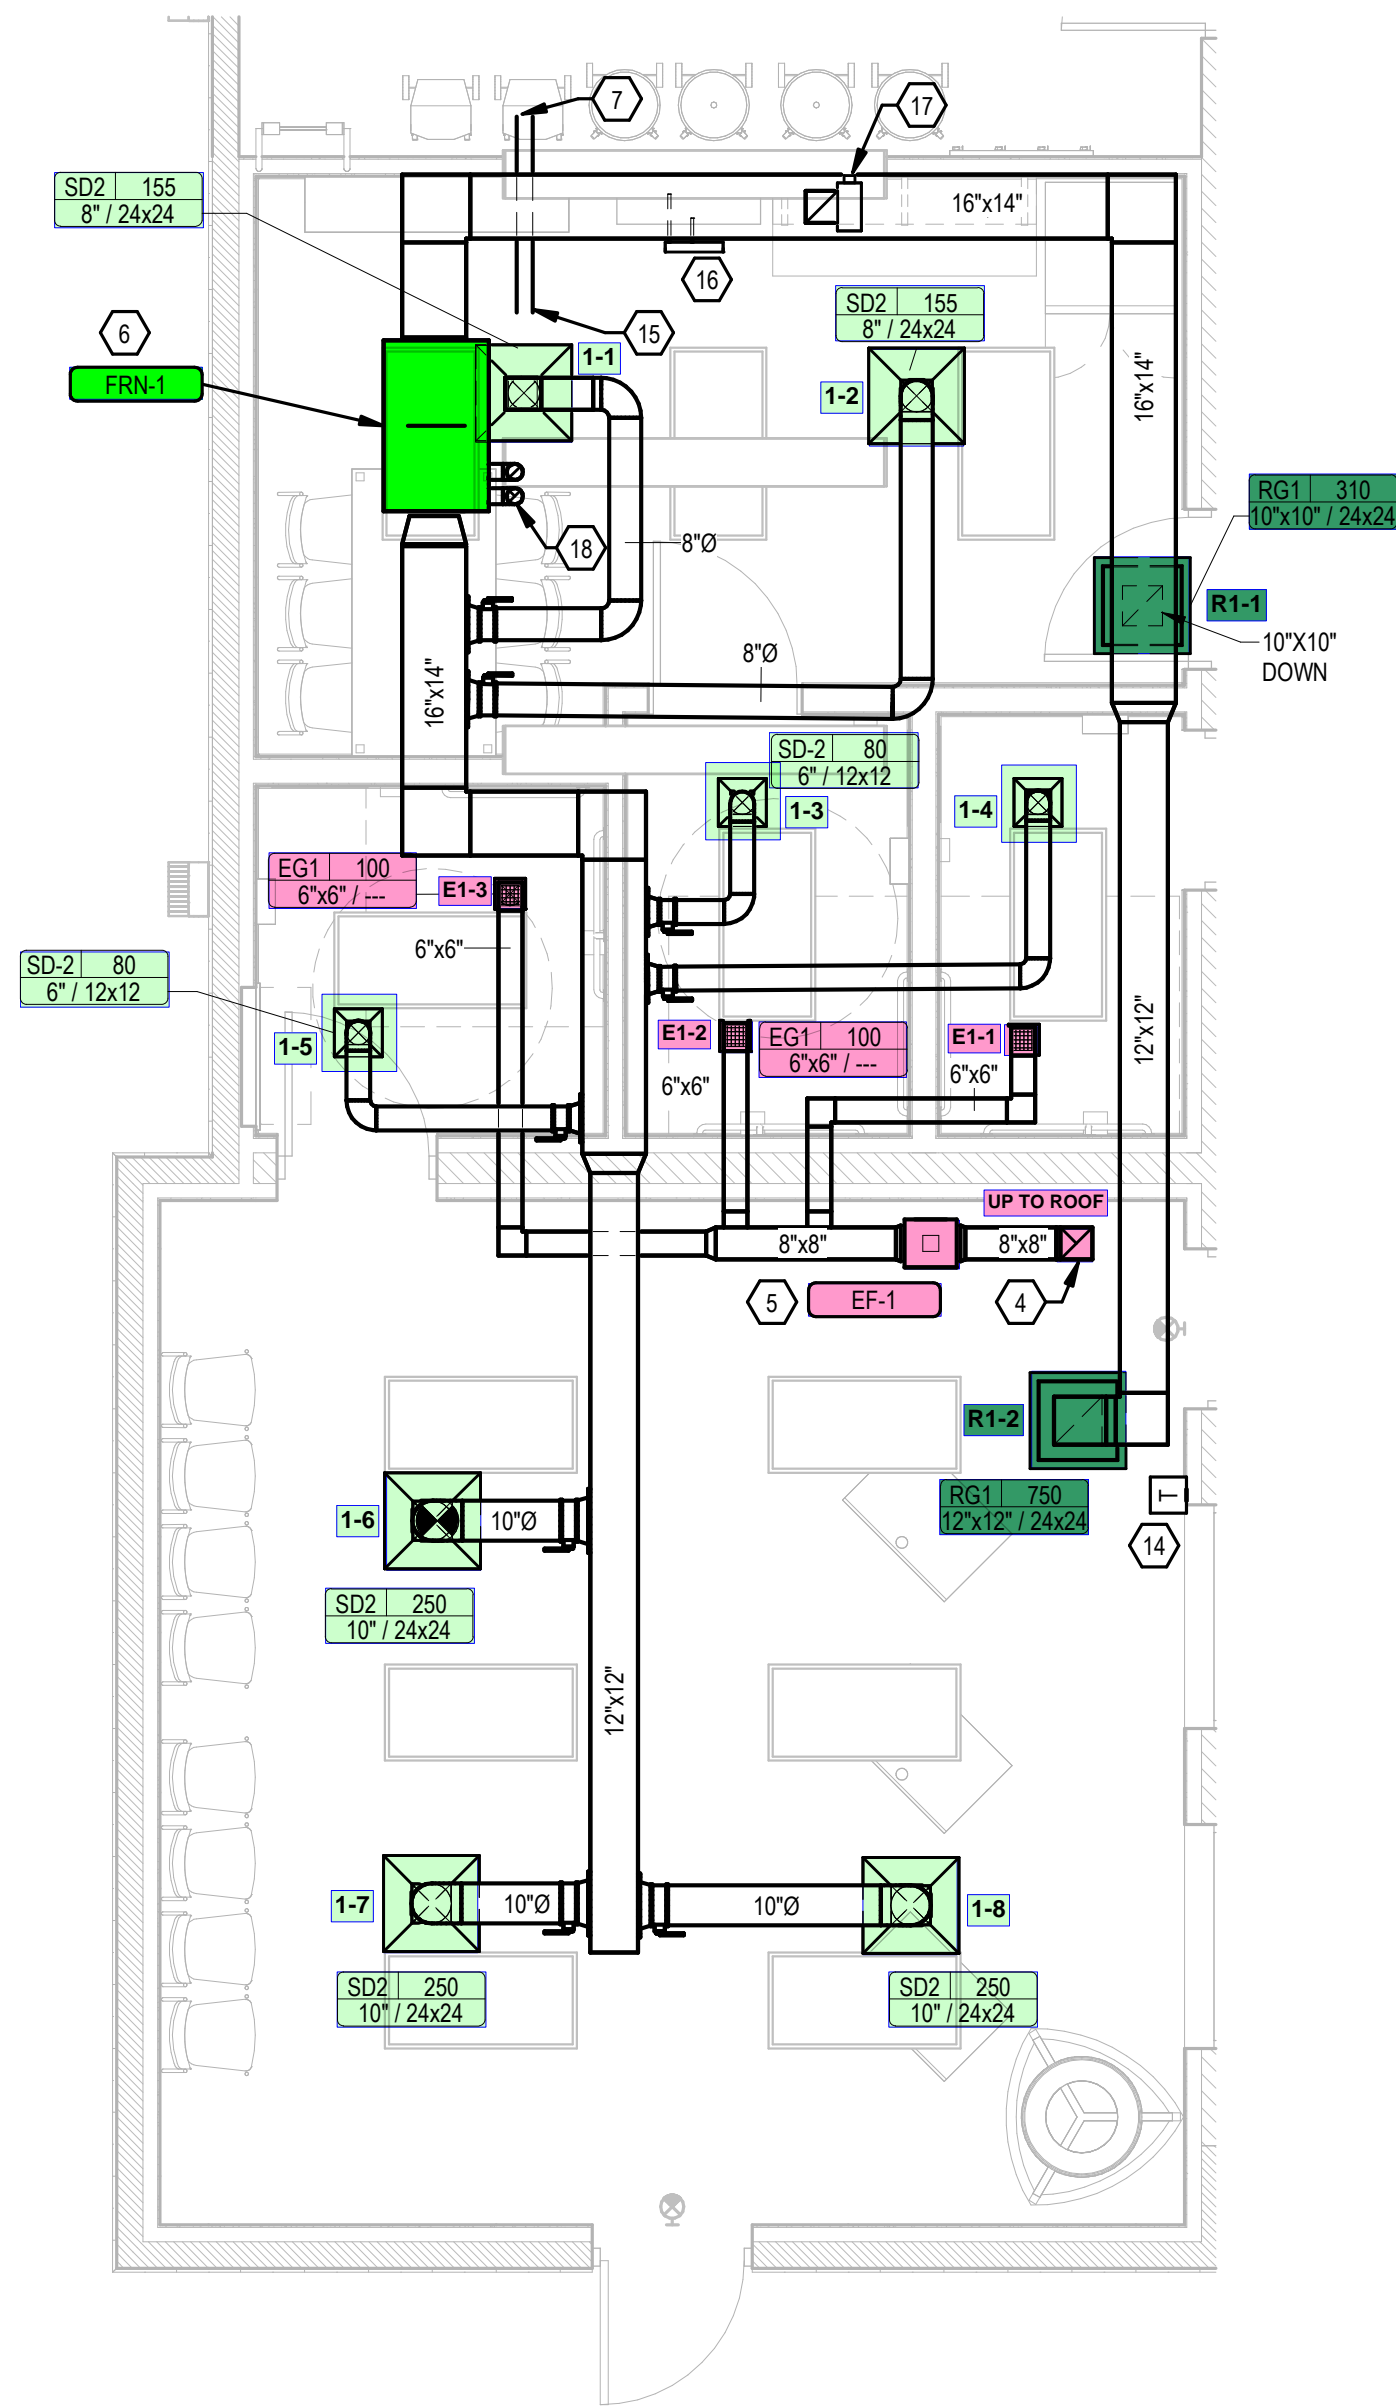 7
17
SD2 155
8" / 24x24
16"x14"
16
SD2 155
8" / 24x24
6
15
1-1
FRN-1
1-2
16"x14"
RG1 310
10"x10" / 24x24
18
8"Ø
R1-1
10"X10"
DOWN
8"Ø
16"x14"
SD-2 80
6" / 12x12
1-3
1-4
EG1 100
6"x6" / ---
E1-3
6"x6"
SD-2 80
6" / 12x12
1-5
E1-2
EG1 100
6"x6" / ---
E1-1
6"x6"
6"x6"
12"x12"
UP TO ROOF
8"x8"
8"x8"
5
EF-1
4
R1-2
RG1 750
12"x12" / 24x24
T
14
1-6
10"Ø
SD2 250
10" / 24x24
12"x12"
1-7
10"Ø
10"Ø
1-8
SD2 250
10" / 24x24
SD2 250
10" / 24x24